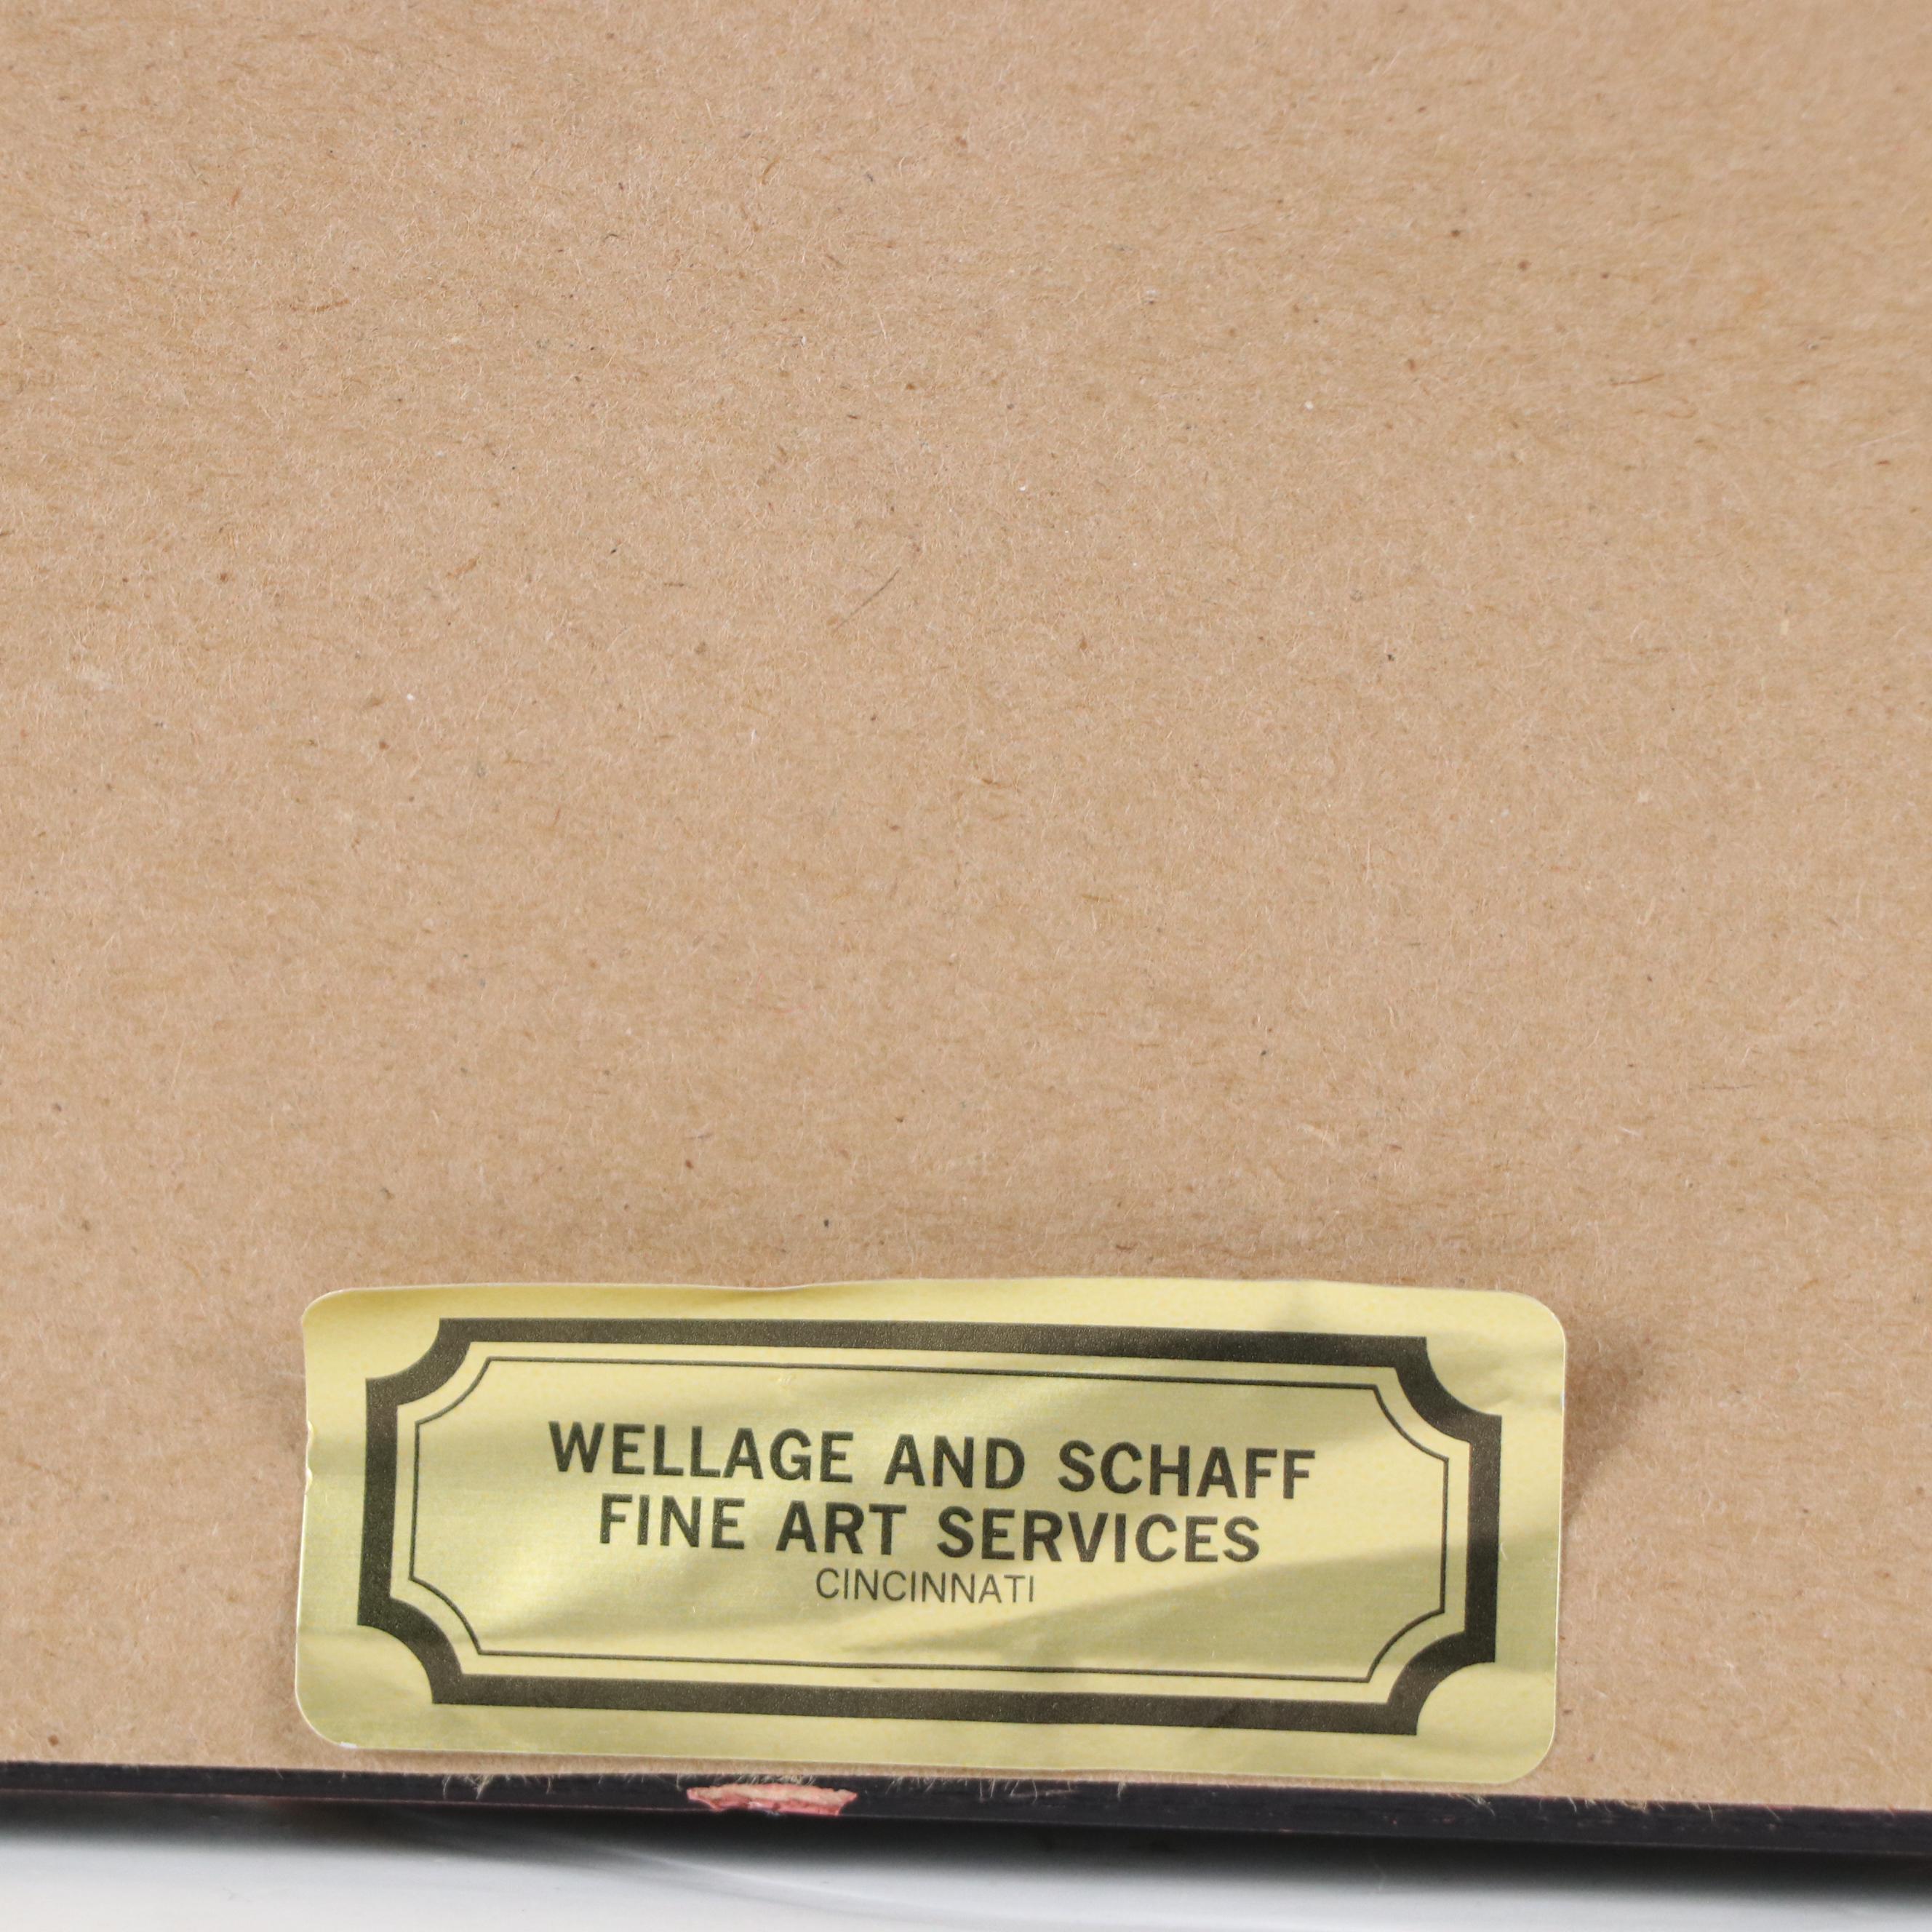 WELLAGE AND SCHAFF
FINE ART SERVICES
CINCINNATI